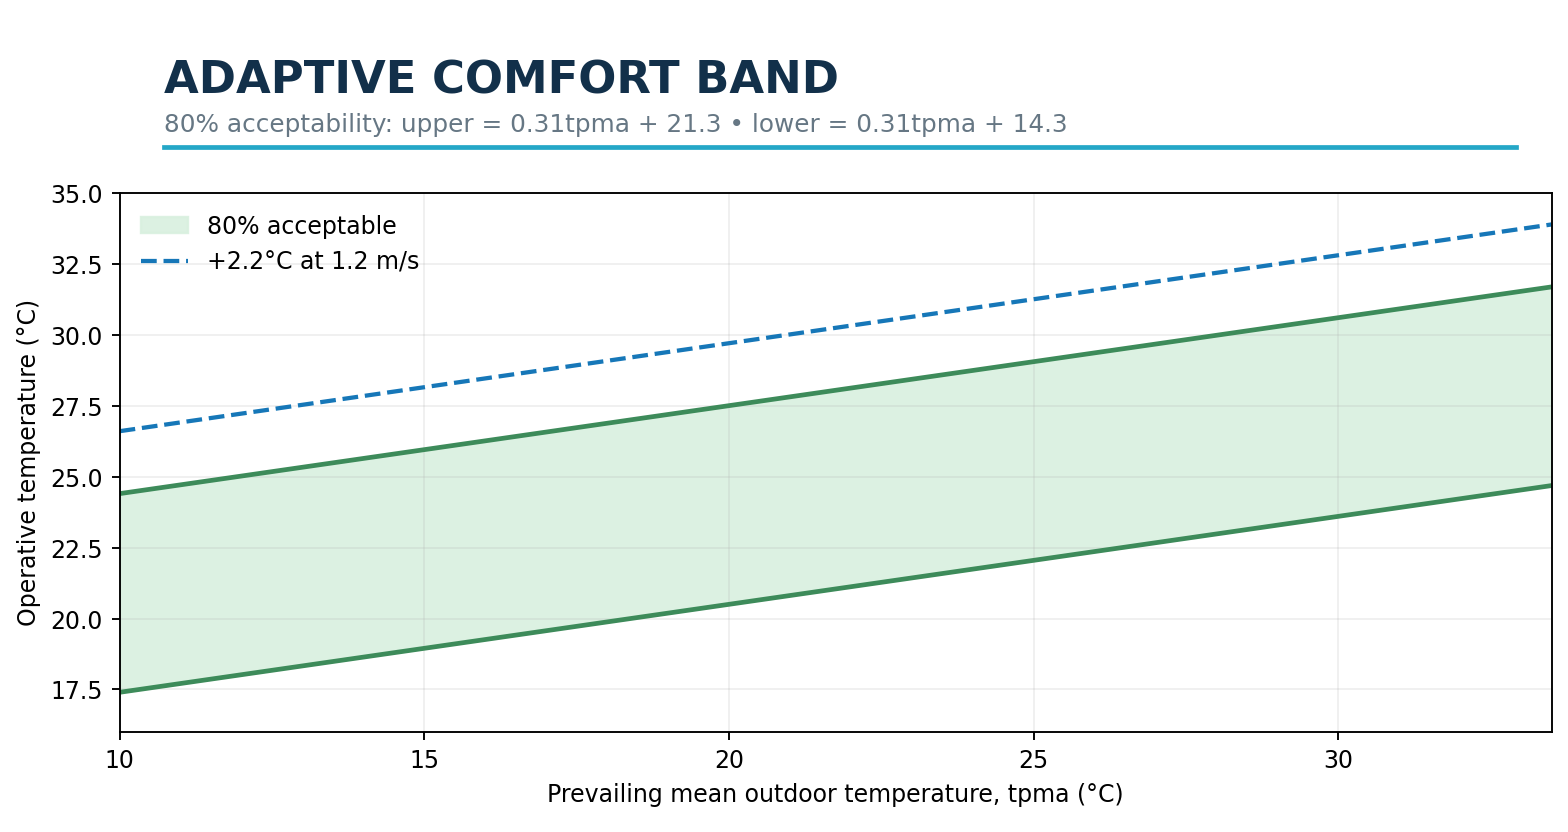 ADAPTIVE COMFORT BAND
80% acceptability: upper = 0.31tpma + 21.3 • lower = 0.31tpma + 14.3
80% acceptable
+2.2°C at 1.2 m/s
Operative temperature (°C)
35.0
32.5
30.0
27.5
25.0
22.5
20.0
17.5
10 15 20 25 30
Prevailing mean outdoor temperature, tpma (°C)